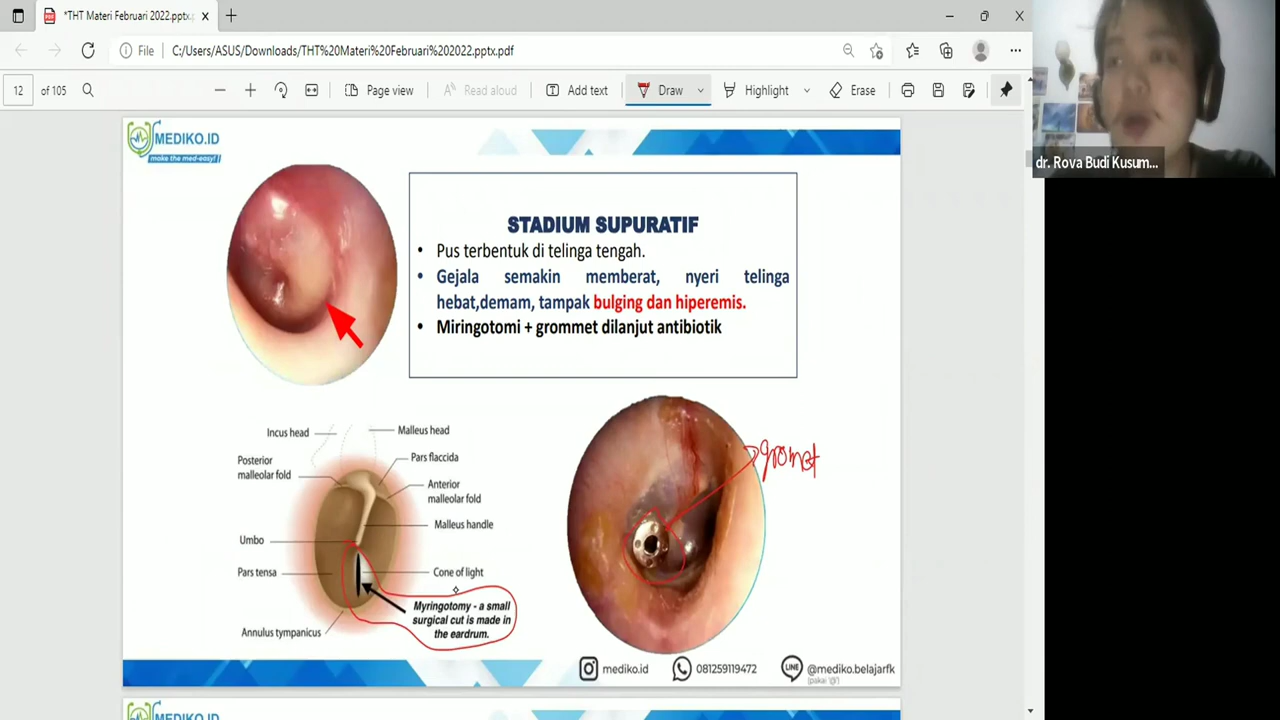 *THT Materi Februari 2022.pptx.
File
C:/Users/ASUS/Downloads/THT%20Materi%20Februari%202022.pptx.pdf
12 of 105
Page view
Read aloud
Add text
Draw
Highlight
Erase
dr. Rova Budi Kusum...
MEDIKO.ID
make the med-easy!
STADIUM SUPURATIF
• Pus terbentuk di telinga tengah.
• Gejala semakin memberat, nyeri telinga
hebat,demam, tampak bulging dan hiperemis.
• Miringotomi + grommet dilanjut antibiotik
Incus head
Malleus head
Posterior
malleolar fold
Pars flaccida
Anterior
malleolar fold
Malleus handle
Umbo
Pars tensa
Cone of light
Myringotomy - a small
surgical cut is made in
the eardrum.
Annulus tympanicus
gromet
mediko.id
081259119472
@mediko.belajarfk
(pakai '@')
MEDIKO.ID